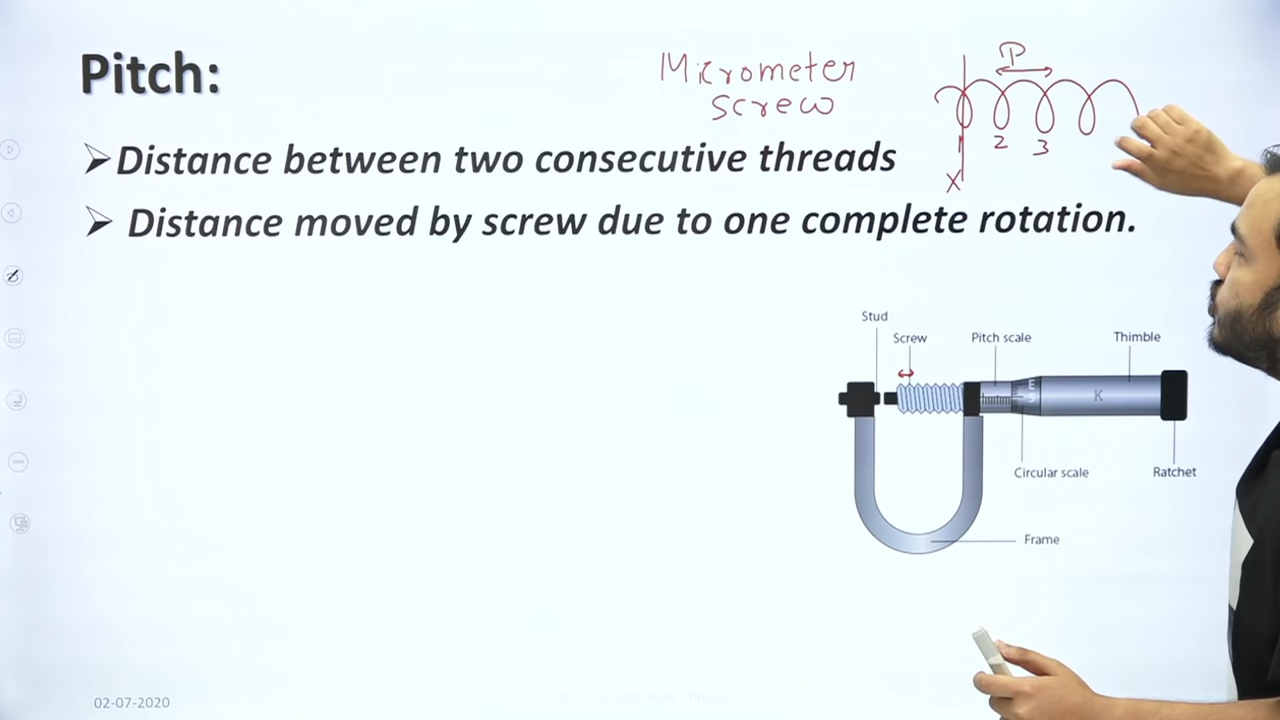 Pitch:
Micrometer
screw
P
1 2 3
X
➢Distance between two consecutive threads
➢ Distance moved by screw due to one complete rotation.
Stud
Screw
Pitch scale
Thimble
E
S
K
Circular scale
Ratchet
Frame
02-07-2020